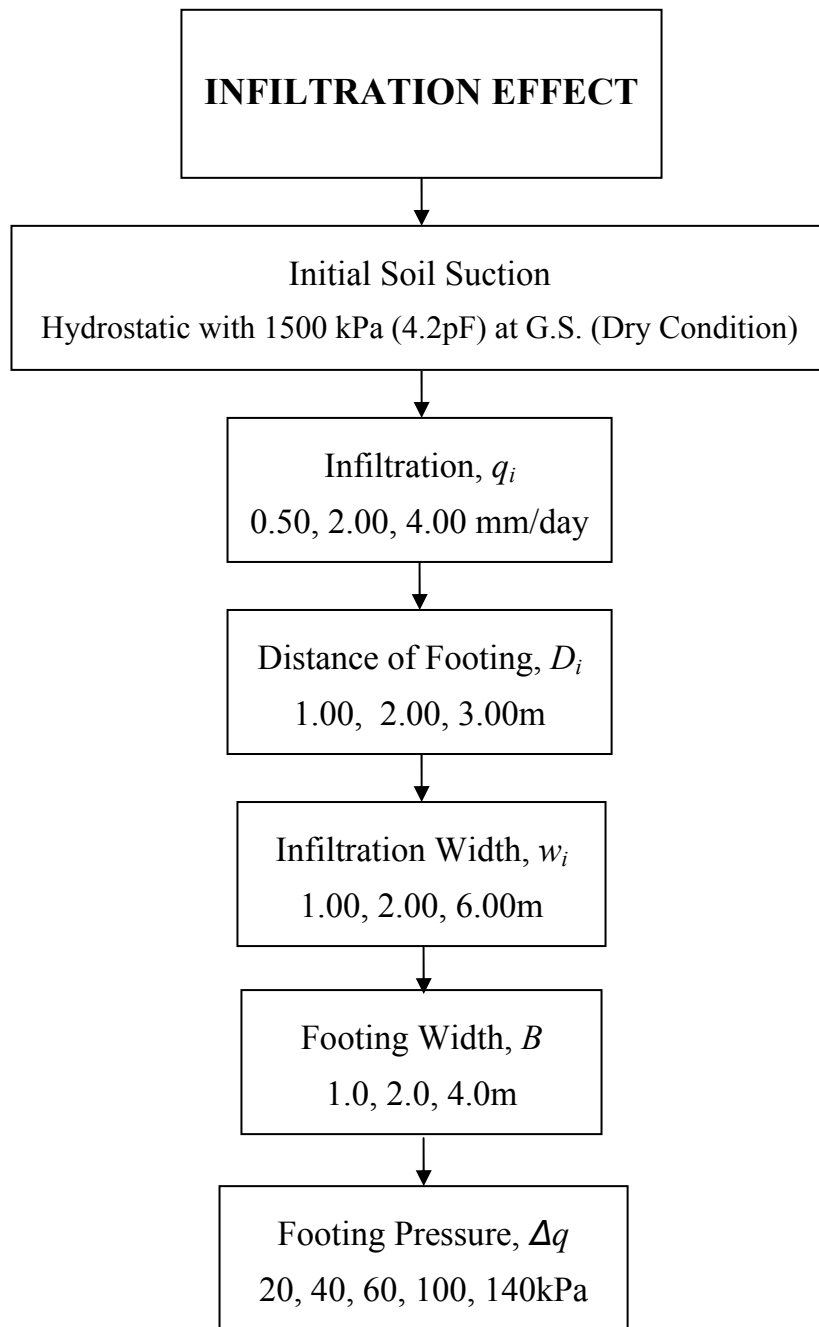 INFILTRATION EFFECT
Initial Soil Suction
Hydrostatic with 1500 kPa (4.2pF) at G.S. (Dry Condition)
Infiltration, qi
0.50, 2.00, 4.00 mm/day
Distance of Footing, Di
1.00, 2.00, 3.00m
Infiltration Width, wi
1.00, 2.00, 6.00m
Footing Width, B
1.0, 2.0, 4.0m
Footing Pressure, Δq
20, 40, 60, 100, 140kPa